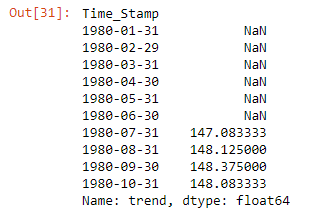 Out[31]: Time_Stamp
1980-01-31 NaN
1980-02-29 NaN
1980-03-31 NaN
1980-04-30 NaN
1980-05-31 NaN
1980-06-30 NaN
1980-07-31 147.083333
1980-08-31 148.125000
1980-09-30 148.375000
1980-10-31 148.083333
Name: trend, dtype: float64